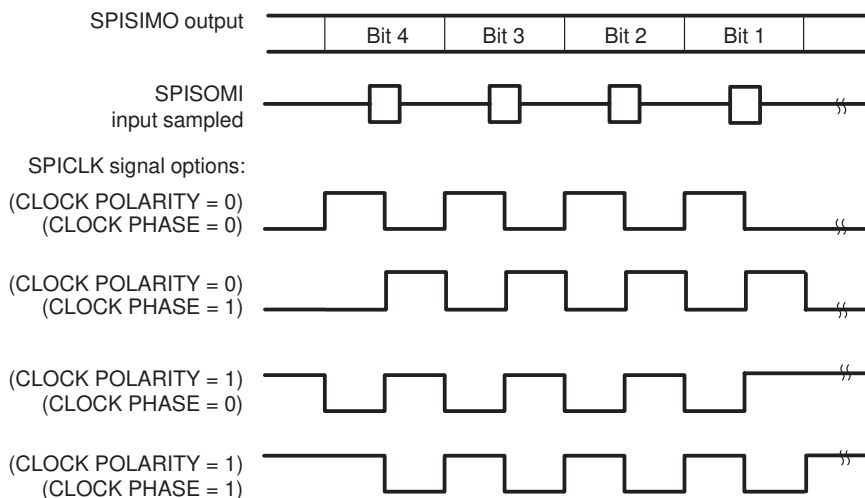 SPISIMO output
Bit 4 Bit 3 Bit 2 Bit 1
SPISOMI
input sampled
SPICLK signal options:
(CLOCK POLARITY = 0)
(CLOCK PHASE = 0)
(CLOCK POLARITY = 0)
(CLOCK PHASE = 1)
(CLOCK POLARITY = 1)
(CLOCK PHASE = 0)
(CLOCK POLARITY = 1)
(CLOCK PHASE = 1)